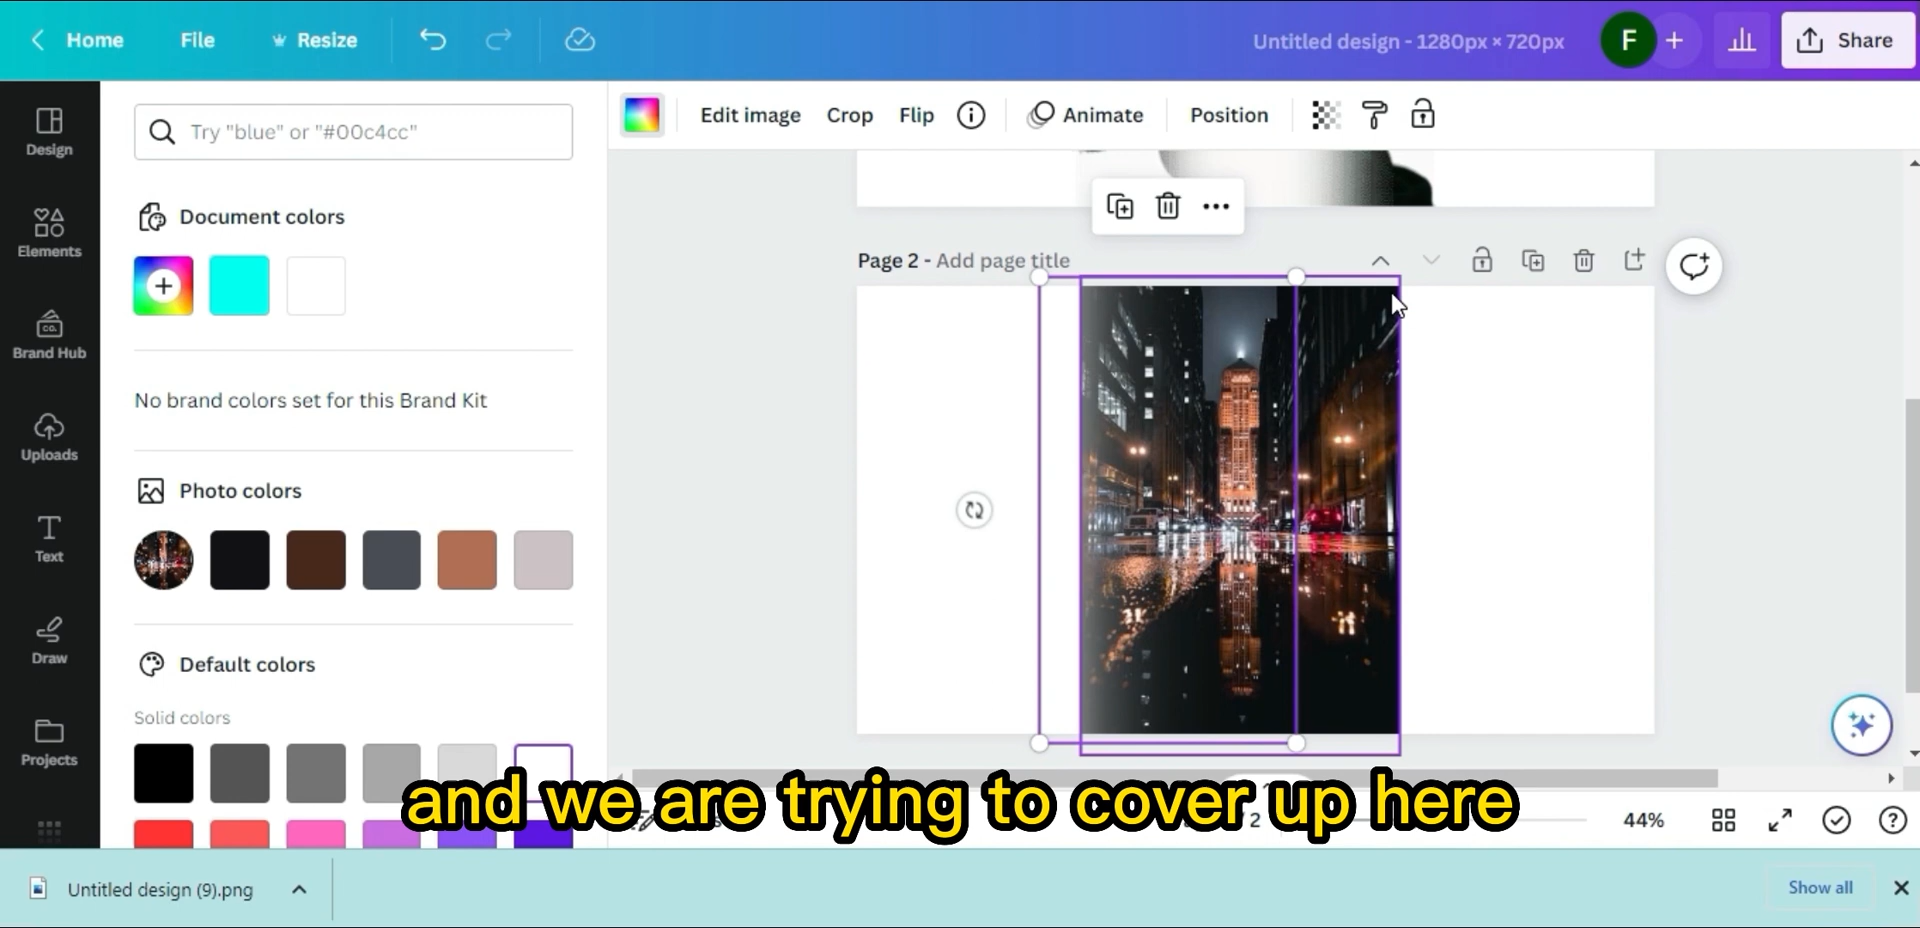 Home
File
Resize
Untitled design - 1280px × 720px
F
+
Share
Design
Elements
Brand Hub
CO.
Uploads
Text
Draw
Projects
Try "blue" or "#00c4cc"
Document colors
No brand colors set for this Brand Kit
Photo colors
Default colors
Solid colors
Edit image
Crop
Flip
Animate
Position
Page 2 - Add page title
and we are trying to cover up here
2
44%
Untitled design (9).png
Show all